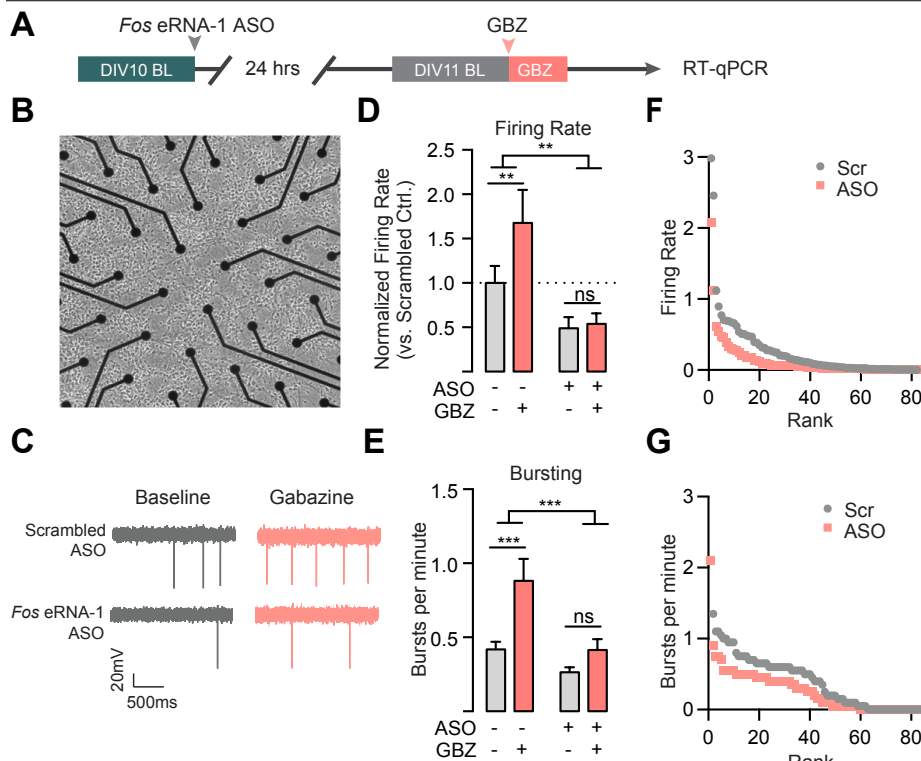 A
Fos eRNA-1 ASO
GBZ
DIV10 BL
24 hrs
DIV11 BL
GBZ
RT-qPCR
B
C
Baseline
Gabazine
Scrambled
ASO
Fos eRNA-1
ASO
20mV
500ms
D
Firing Rate
Normalized Firing Rate
(vs. Scrambled Ctrl.)
2.5
2.0
1.5
1.0
0.5
**
**
ns
ASO - - + +
GBZ - + - +
E
Bursting
Bursts per minute
1.5
1.0
0.5
***
***
ns
ASO - - + +
GBZ - + - +
F
Firing Rate
3
2
1
0
Scr
ASO
0 20 40 60 80
Rank
G
Bursts per minute
3
2
1
0
Scr
ASO
0 20 40 60 80
Rank